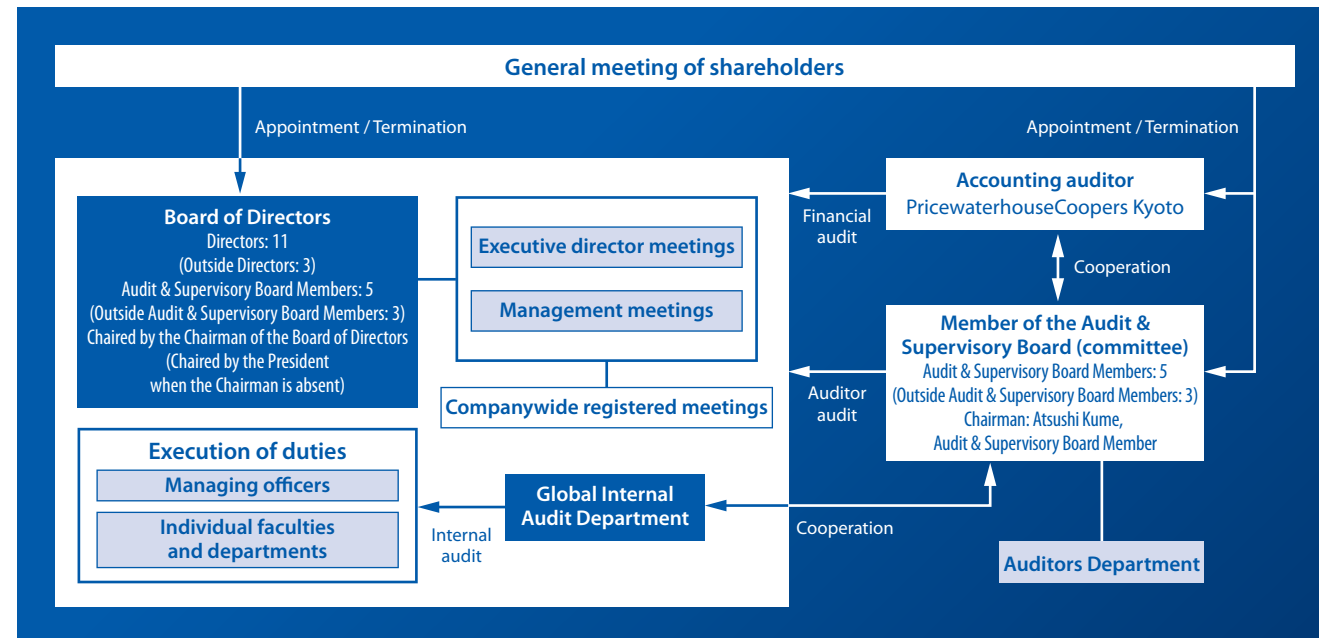 General meeting of shareholders
Appointment / Termination
Appointment / Termination
Board of Directors
Directors: 11
(Outside Directors: 3)
Audit & Supervisory Board Members: 5
(Outside Audit & Supervisory Board Members: 3)
Chaired by the Chairman of the Board of Directors
(Chaired by the President
when the Chairman is absent)
Executive director meetings
Management meetings
Companywide registered meetings
Financial
audit
Accounting auditor
PricewaterhouseCoopers Kyoto
Cooperation
Auditor
audit
Member of the Audit &
Supervisory Board (committee)
Audit & Supervisory Board Members: 5
(Outside Audit & Supervisory Board Members: 3)
Chairman: Atsushi Kume,
Audit & Supervisory Board Member
Execution of duties
Managing officers
Individual faculties
and departments
Internal
audit
Global Internal
Audit Department
Cooperation
Auditors Department